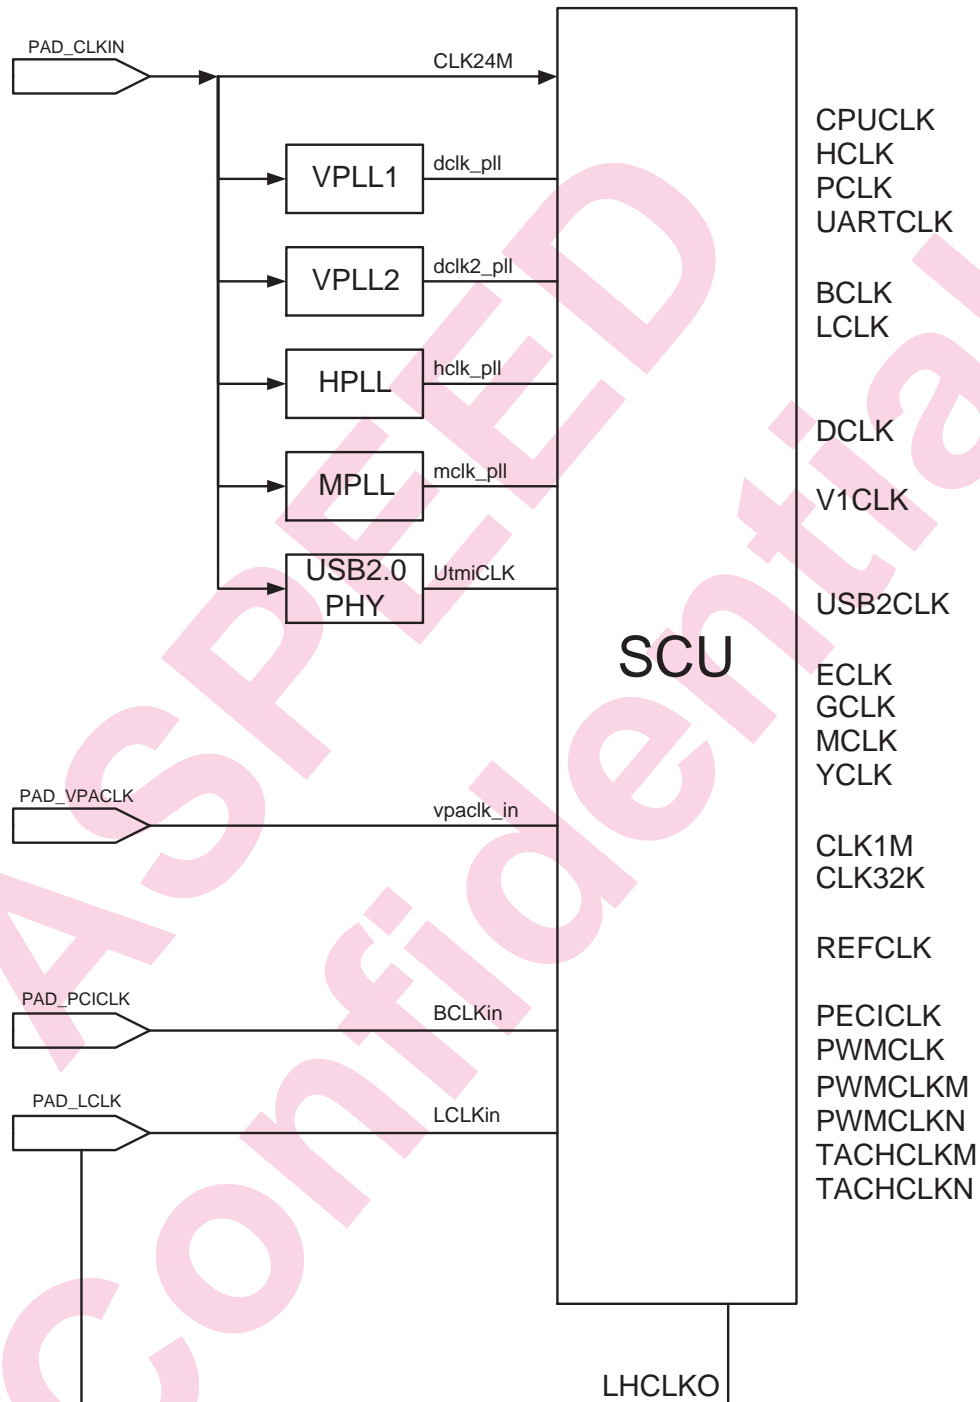 PAD_CLKIN
CLK24M
VPLL1
dclk_pll
VPLL2
dclk2_pll
HPLL
hclk_pll
MPLL
mclk_pll
USB2.0
PHY
UtmiCLK
PAD_VPACLK
vpaclk_in
PAD_PCICLK
BCLKin
PAD_LCLK
LCLKin
SCU
LHCLKO
CPUCLK
HCLK
PCLK
UARTCLK
BCLK
LCLK
DCLK
V1CLK
USB2CLK
ECLK
GCLK
MCLK
YCLK
CLK1M
CLK32K
REFCLK
PECICLK
PWMCLK
PWMCLKM
PWMCLKN
TACHCLKM
TACHCLKN
ASPEED
Confidential